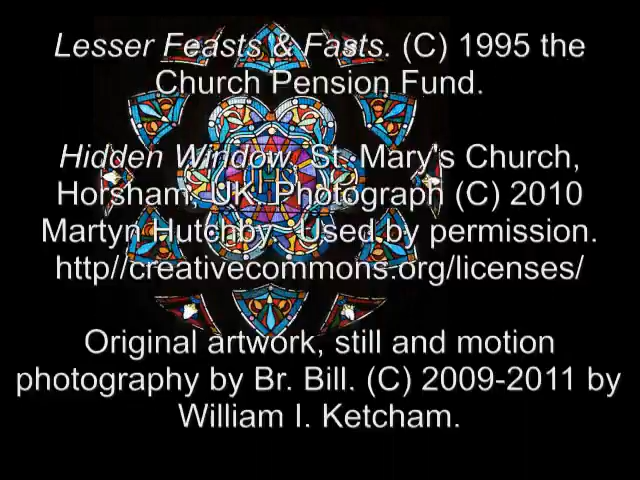 Lesser Feasts & Fasts. (C) 1995 the
Church Pension Fund.
Hidden Window, St. Mary's Church,
Horsham, UK. Photograph (C) 2010
Martyn Hutchby. Used by permission.
http//creativecommons.org/licenses/
Original artwork, still and motion
photography by Br. Bill. (C) 2009-2011 by
William I. Ketcham.